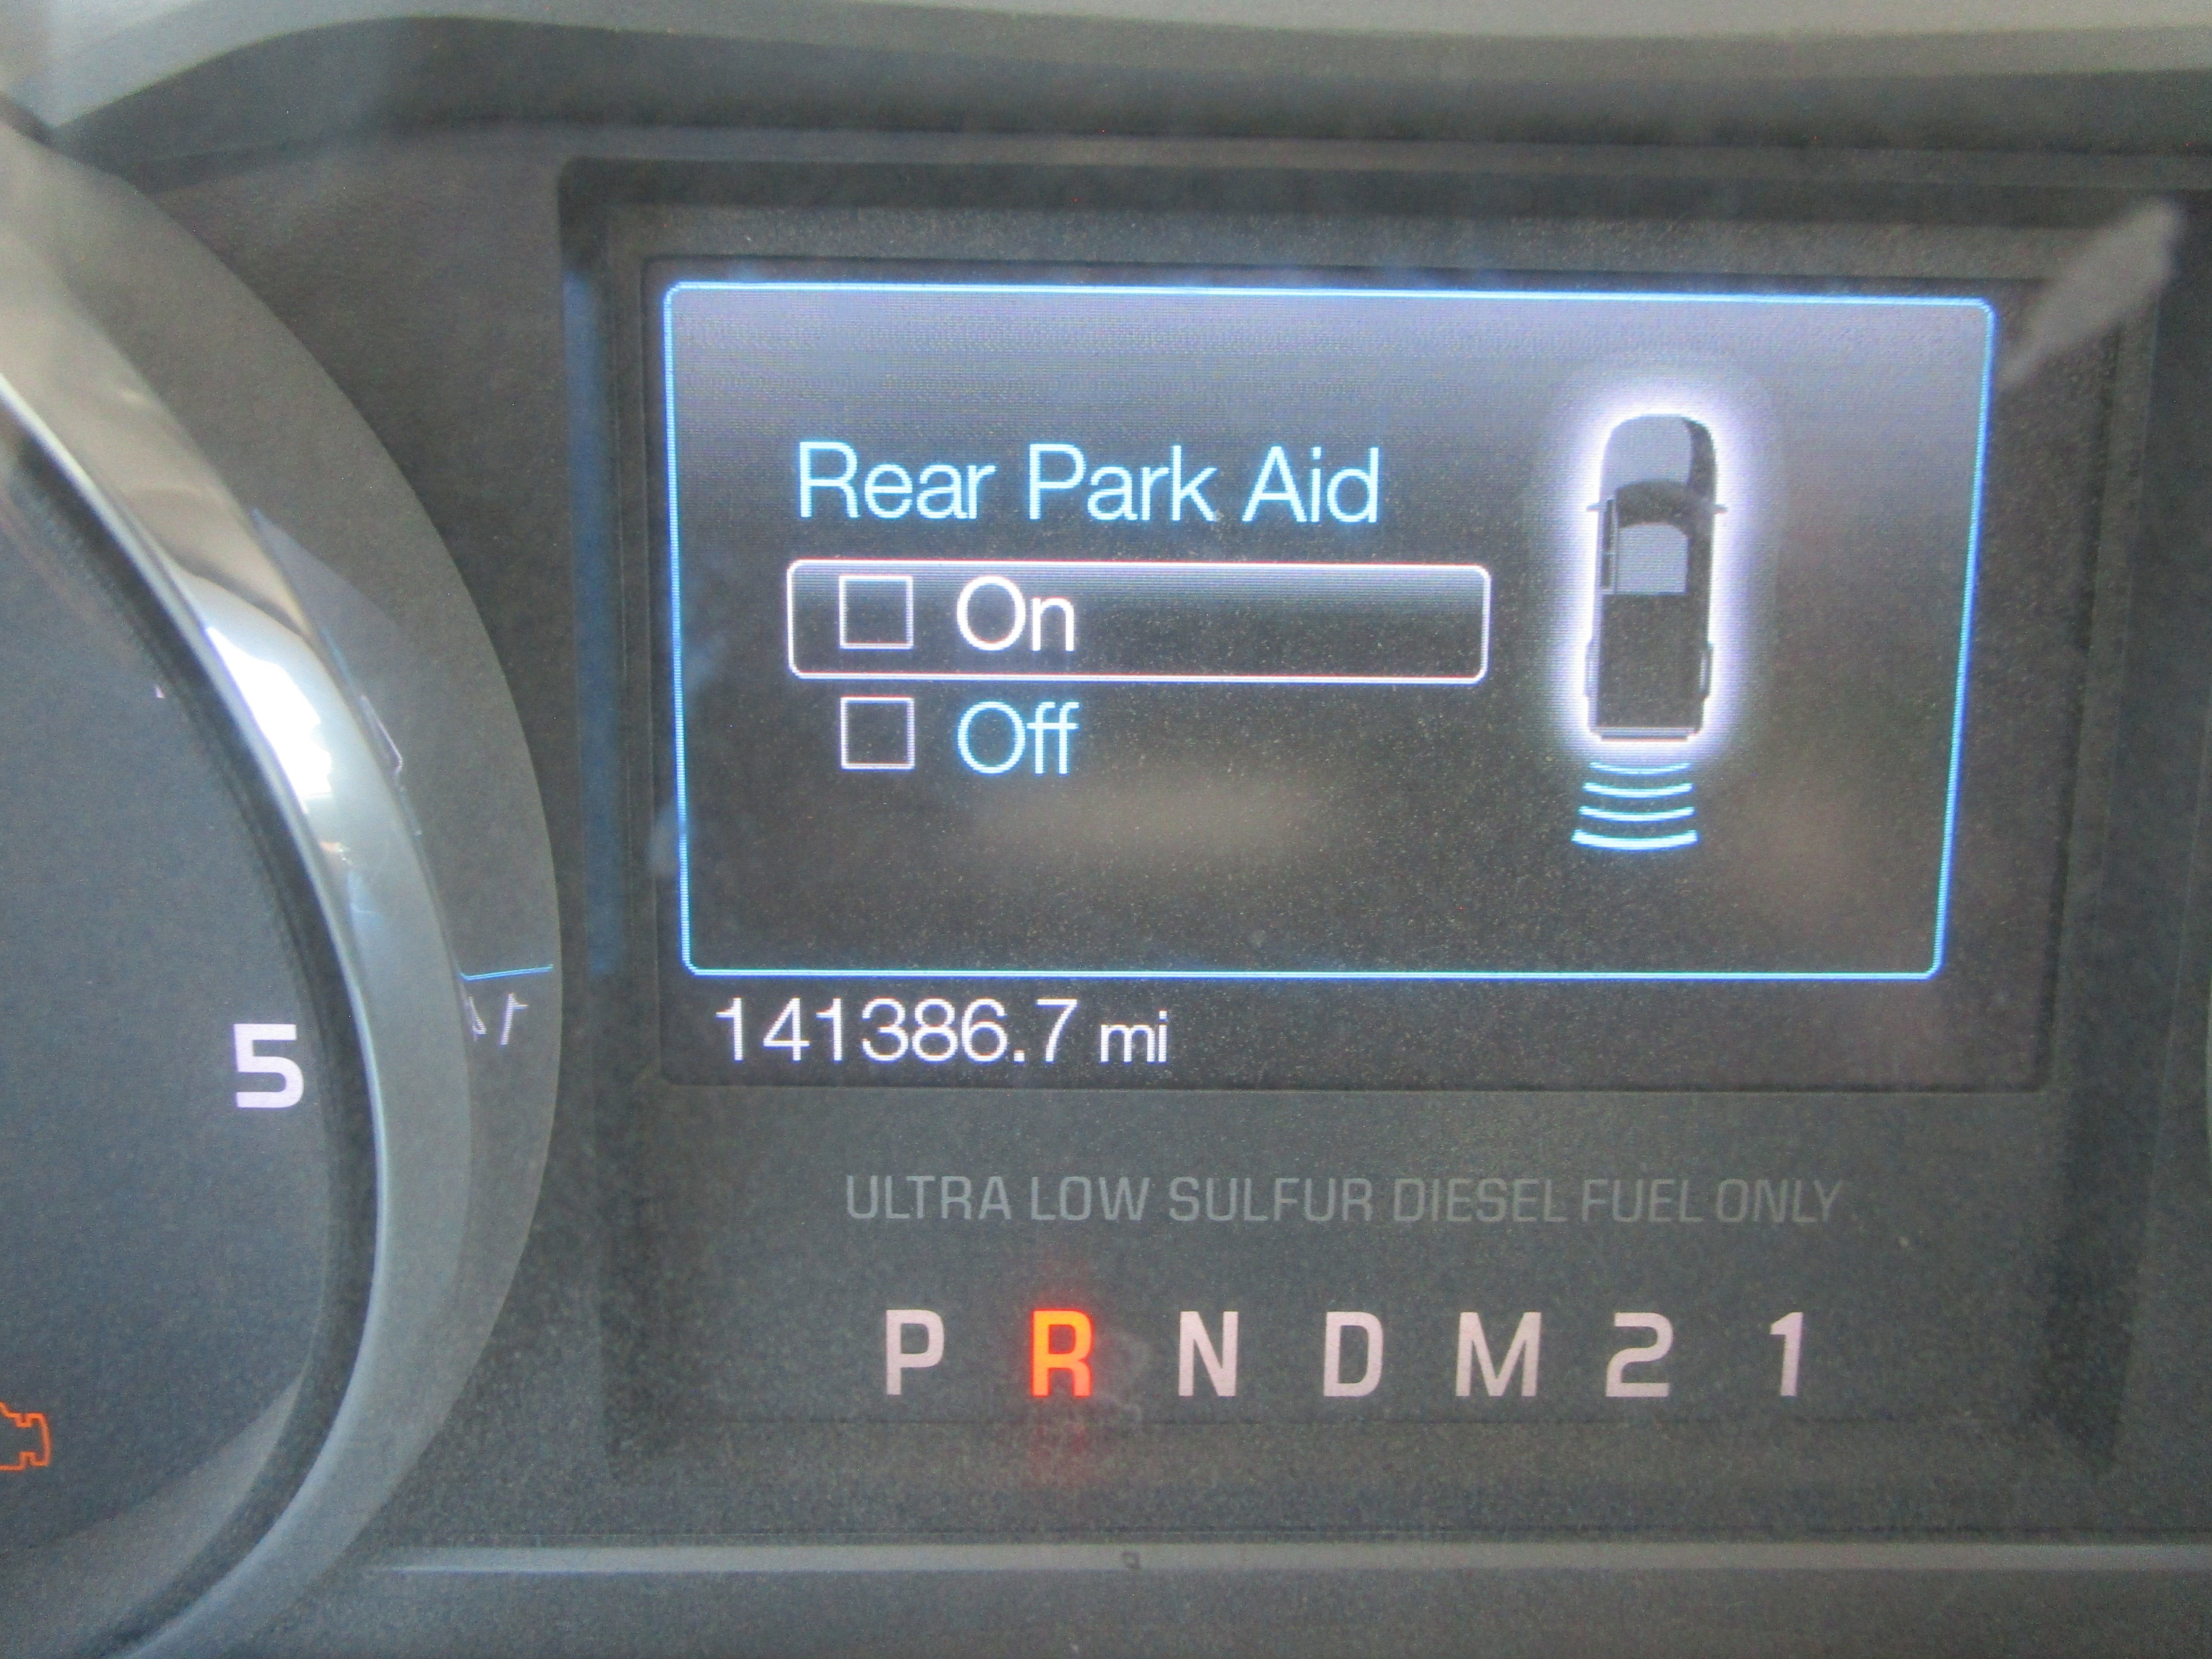 Rear Park Aid
On
Off
141386.7 mi
5
ULTRA LOW SULFUR DIESEL FUEL ONLY
P R N D M 2 1